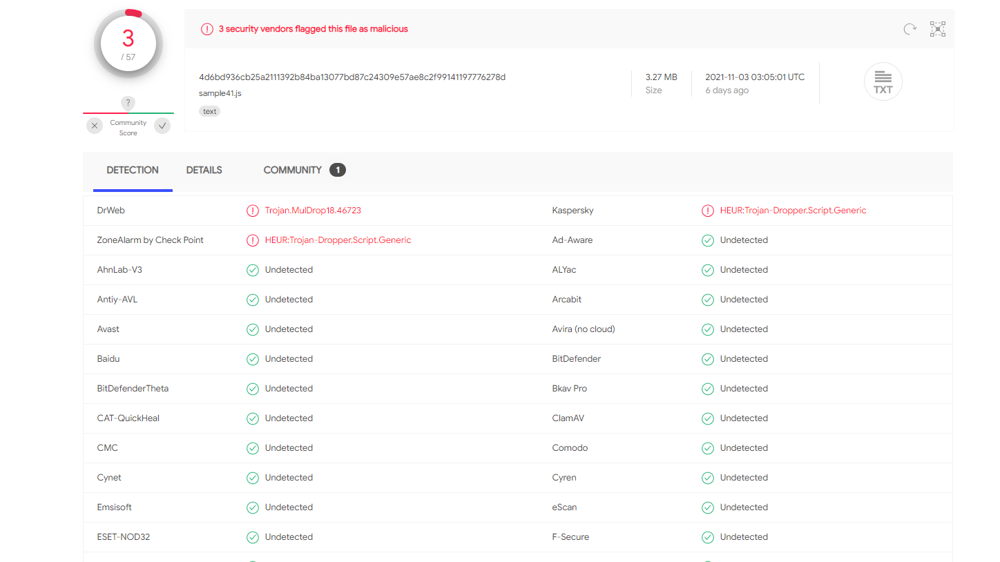 3
/ 57
3 security vendors flagged this file as malicious
4d6bd936cb25a2111392b84ba13077bd87c24309e57ae8c2f99141197776278d
sample41.js
text
3.27 MB
Size
2021-11-03 03:05:01 UTC
6 days ago
TXT
?
Community
Score
DETECTION DETAILS COMMUNITY 1
DrWeb Trojan.MulDrop18.46723 Kaspersky HEUR:Trojan-Dropper.Script.Generic
ZoneAlarm by Check Point HEUR:Trojan-Dropper.Script.Generic Ad-Aware Undetected
AhnLab-V3 Undetected ALYac Undetected
Antiy-AVL Undetected Arcabit Undetected
Avast Undetected Avira (no cloud) Undetected
Baidu Undetected BitDefender Undetected
BitDefenderTheta Undetected Bkav Pro Undetected
CAT-QuickHeal Undetected ClamAV Undetected
CMC Undetected Comodo Undetected
Cynet Undetected Cyren Undetected
Emsisoft Undetected eScan Undetected
ESET-NOD32 Undetected F-Secure Undetected